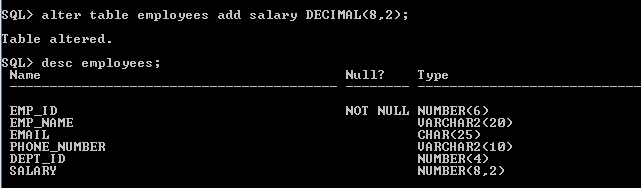 SQL> alter table employees add salary DECIMAL(8,2);
Table altered.
SQL> desc employees;
Name Null? Type
----------------------------------------- -------- ----------------------------
EMP_ID NOT NULL NUMBER(6)
EMP_NAME VARCHAR2(20)
EMAIL CHAR(25)
PHONE_NUMBER VARCHAR2(10)
DEPT_ID NUMBER(4)
SALARY NUMBER(8,2)